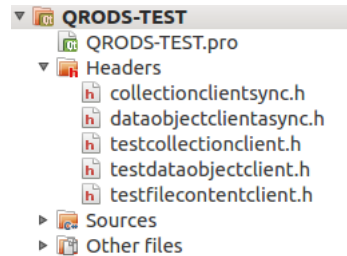 QRODS-TEST
QRODS-TEST.pro
Headers
collectionclientsync.h
dataobjectclientasync.h
testcollectionclient.h
testdataobjectclient.h
testfilecontentclient.h
Sources
Other files